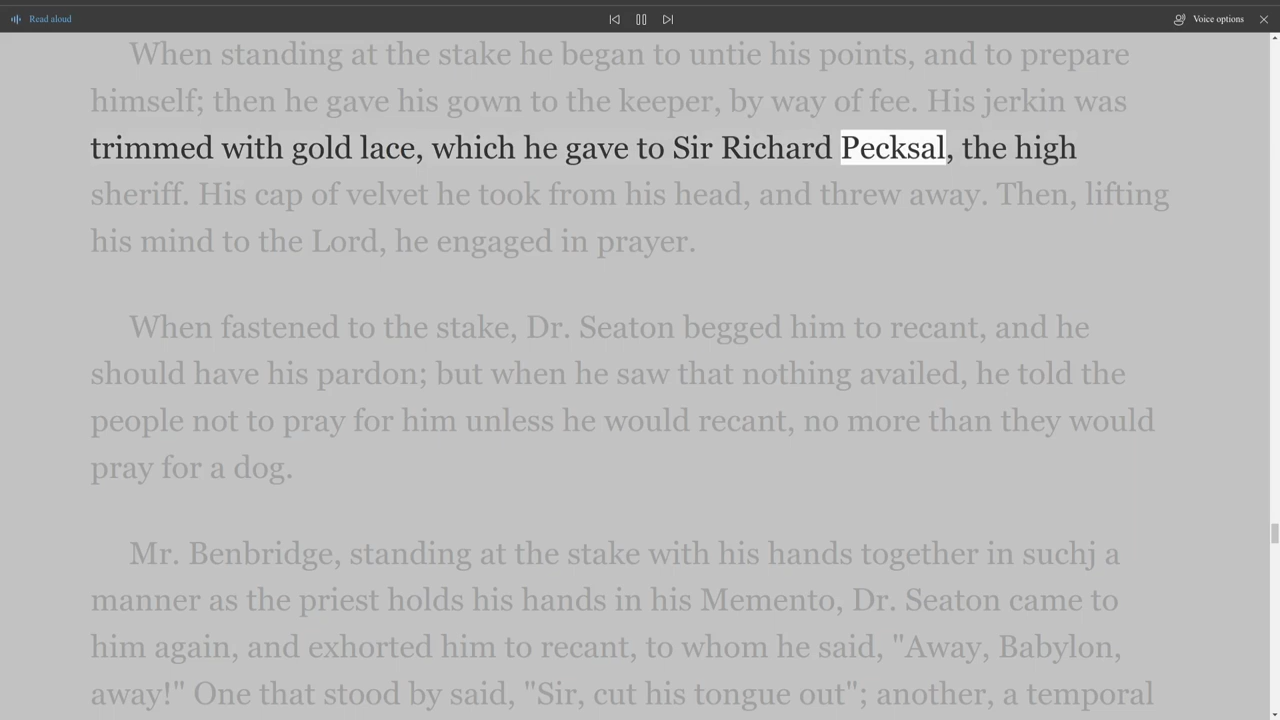 Read aloud
Voice options
When standing at the stake he began to untie his points, and to prepare
himself; then he gave his gown to the keeper, by way of fee. His jerkin was
trimmed with gold lace, which he gave to Sir Richard Pecksal, the high
sheriff. His cap of velvet he took from his head, and threw away. Then, lifting
his mind to the Lord, he engaged in prayer.
When fastened to the stake, Dr. Seaton begged him to recant, and he
should have his pardon; but when he saw that nothing availed, he told the
people not to pray for him unless he would recant, no more than they would
pray for a dog.
Mr. Benbridge, standing at the stake with his hands together in suchj a
manner as the priest holds his hands in his Memento, Dr. Seaton came to
him again, and exhorted him to recant, to whom he said, "Away, Babylon,
away!" One that stood by said, "Sir, cut his tongue out"; another, a temporal